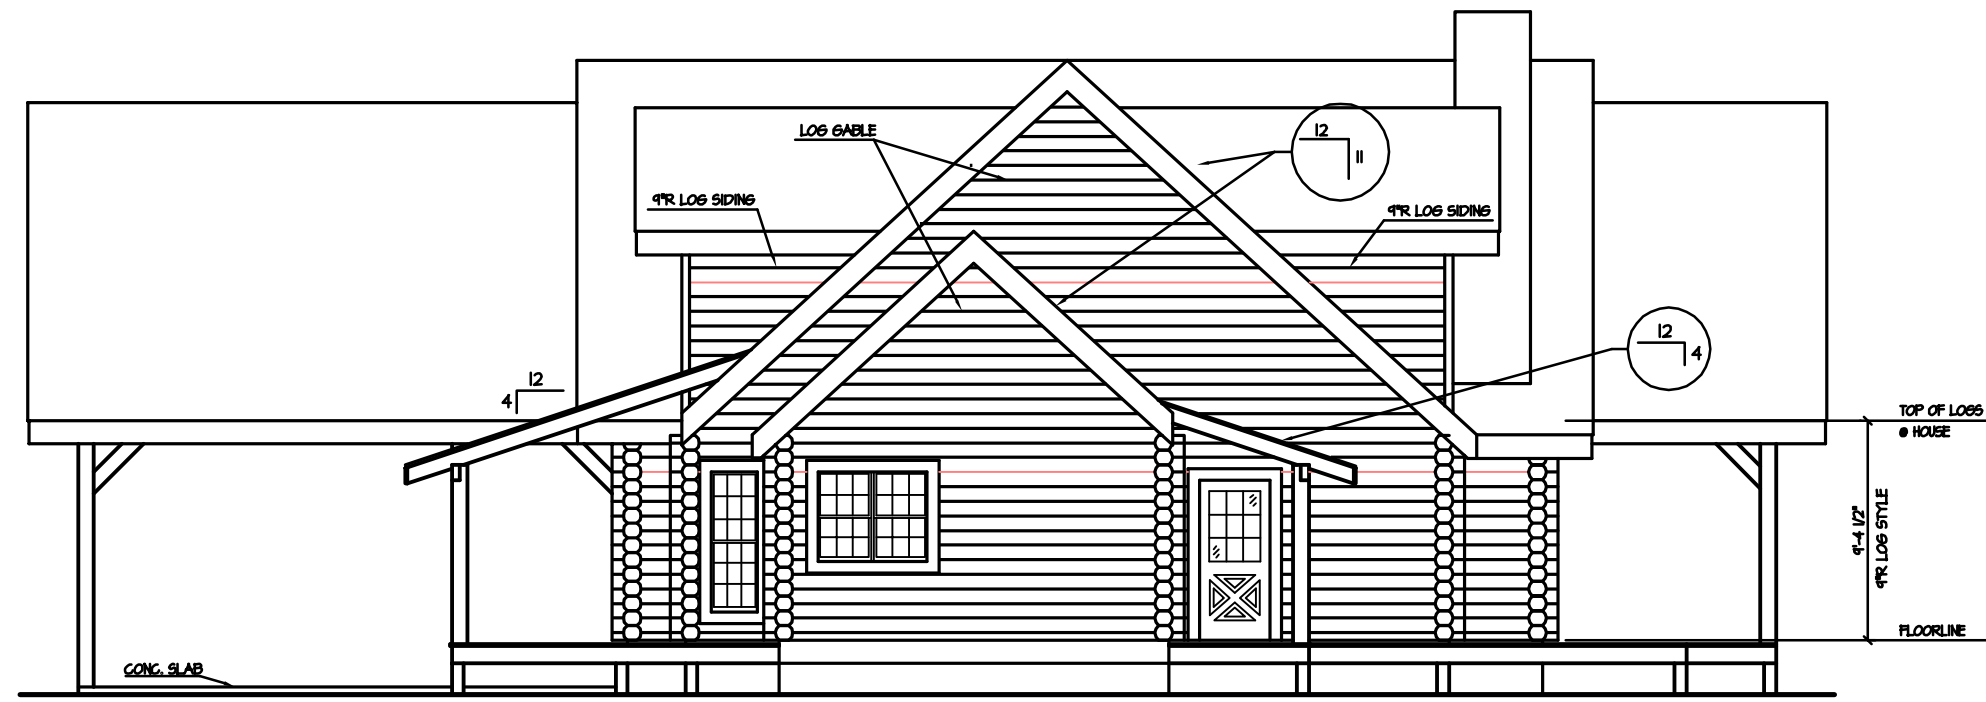 LOG GABLE
12
11
9"R LOG SIDING
9"R LOG SIDING
12
4
12
4
TOP OF LOGS
@ HOUSE
9'-4 1/2"
9"R LOG STYLE
FLOORLINE
CONC. SLAB